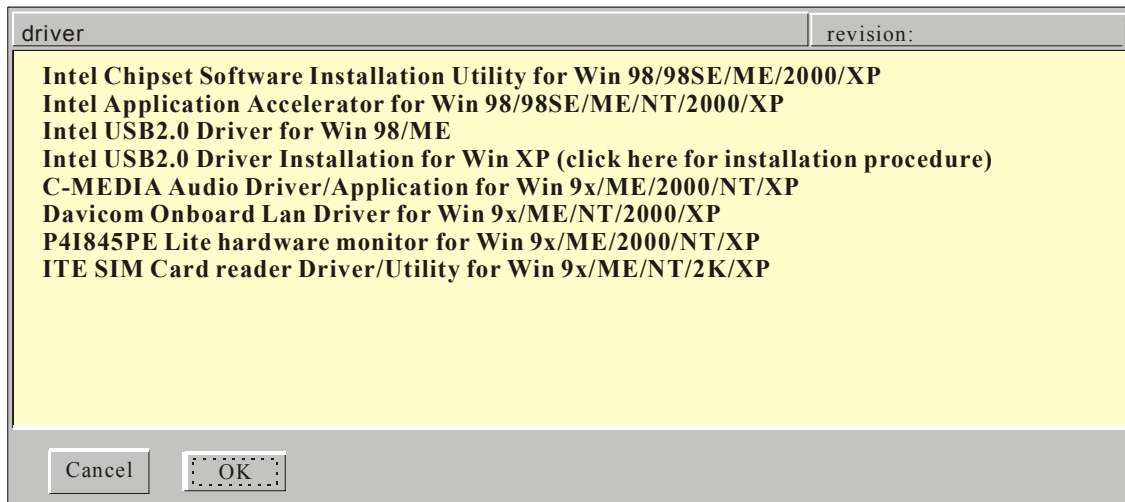 driver
revision:
Intel Chipset Software Installation Utility for Win 98/98SE/ME/2000/XP
Intel Application Accelerator for Win 98/98SE/ME/NT/2000/XP
Intel USB2.0 Driver for Win 98/ME
Intel USB2.0 Driver Installation for Win XP (click here for installation procedure)
C-MEDIA Audio Driver/Application for Win 9x/ME/2000/NT/XP
Davicom Onboard Lan Driver for Win 9x/ME/NT/2000/XP
P4I845PE Lite hardware monitor for Win 9x/ME/2000/NT/XP
ITE SIM Card reader Driver/Utility for Win 9x/ME/NT/2K/XP
Cancel
OK